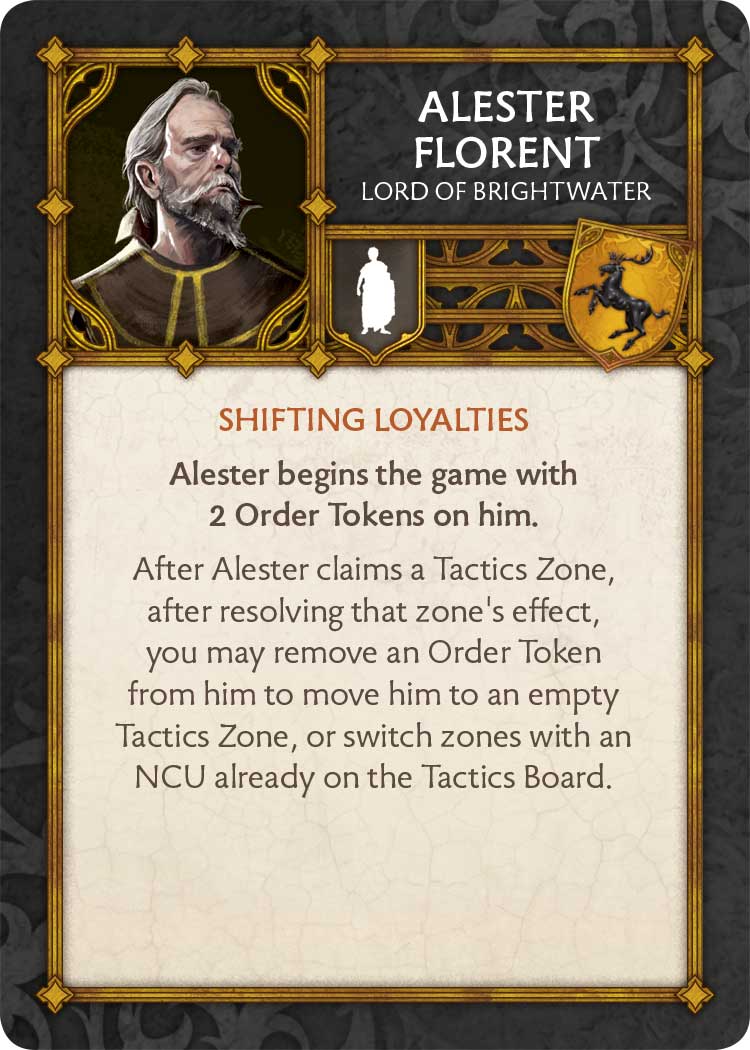 ALESTER
FLORENT
LORD OF BRIGHTWATER
SHIFTING LOYALTIES
Alester begins the game with
2 Order Tokens on him.
After Alester claims a Tactics Zone,
after resolving that zone's effect,
you may remove an Order Token
from him to move him to an empty
Tactics Zone, or switch zones with an
NCU already on the Tactics Board.